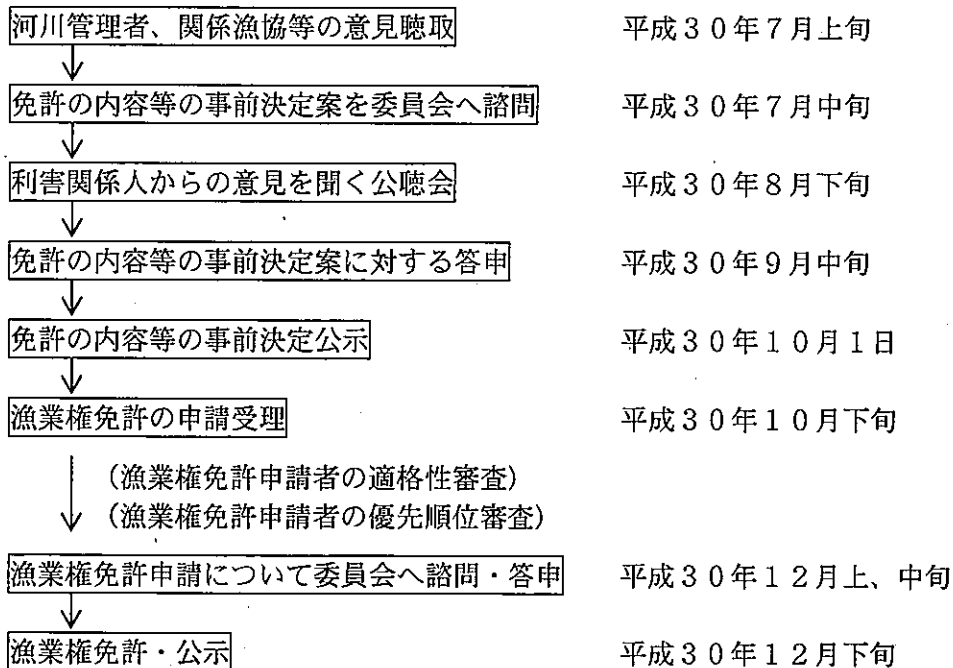 河川管理者、関係漁協等の意見聴取 平成30年7月上旬
免許の内容等の事前決定案を委員会へ諮問 平成30年7月中旬
利害関係人からの意見を聞く公聴会 平成30年8月下旬
免許の内容等の事前決定案に対する答申 平成30年9月中旬
免許の内容等の事前決定公示 平成30年10月1日
漁業権免許の申請受理 平成30年10月下旬
（漁業権免許申請者の適格性審査）
（漁業権免許申請者の優先順位審査）
漁業権免許申請について委員会へ諮問・答申 平成30年12月上、中旬
漁業権免許・公示 平成30年12月下旬